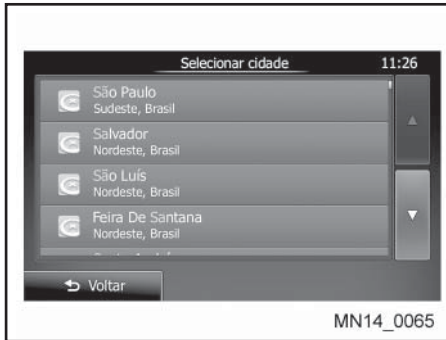 Selecionar cidade 11:26
São Paulo
Sudeste, Brasil
Salvador
Nordeste, Brasil
São Luís
Nordeste, Brasil
Feira De Santana
Nordeste, Brasil
Voltar
MN14_0065